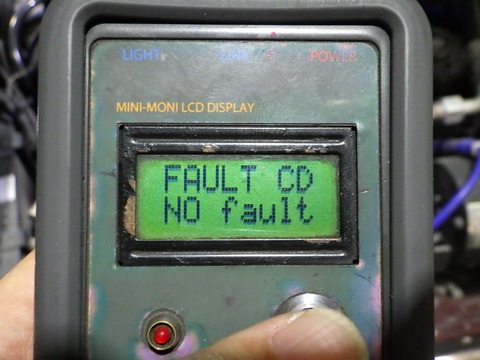 LIGHT POWER
MINI-MONI LCD DISPLAY
FAULT CD
NO fault